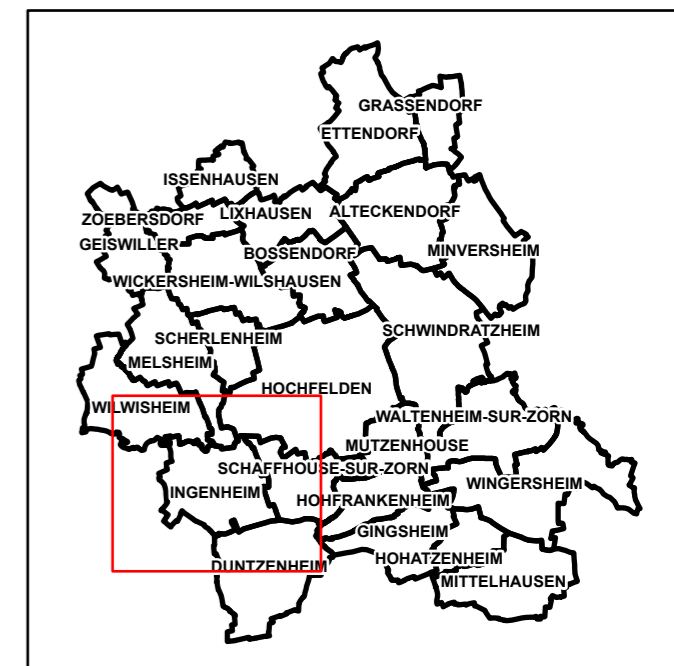 GRASSENDORF
ETTENDORF
ISSENHAUSEN
ZOEBERSDORF
LIXHAUSEN
ALTECKENDORF
GEISWILLER
BOSSENDORF
MINVERSHEIM
WICKERSHEIM-WILSHAUSEN
SCHERLENHEIM
SCHWINDRATZHEIM
MELSHEIM
HOCHFELDEN
WILWISHEIM
WALTENHEIM-SUR-ZORN
MUTZENHOUSE
SCHAFFHOUSE-SUR-ZORN
INGENHEIM
WINGERSHEIM
HOHFRANKENHEIM
GINGSHEIM
DUNTZENHEIM
HOHATZENHEIM
MITTELHAUSEN